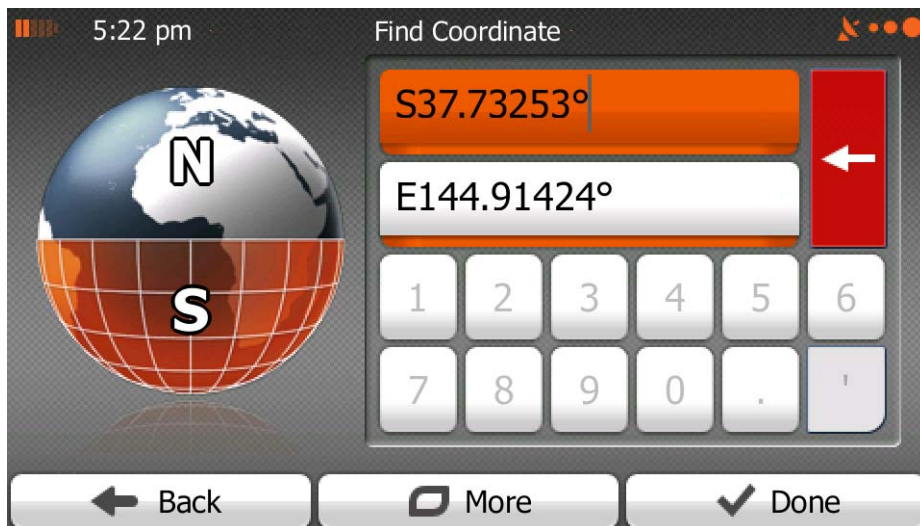 5:22 pm Find Coordinate
N
S
S37.73253°
E144.91424°
1 2 3 4 5 6
7 8 9 0 . '
Back More Done